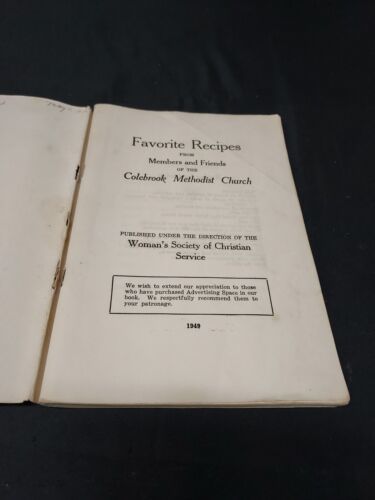 Favorite Recipes
FROM
Members and Friends
OF THE
Colebrook Methodist Church
PUBLISHED UNDER THE DIRECTION OF THE
Woman's Society of Christian
Service
We wish to extend our appreciation to those
who have purchased Advertising Space in our
book. We respectfully recommend them to
your patronage.
1949